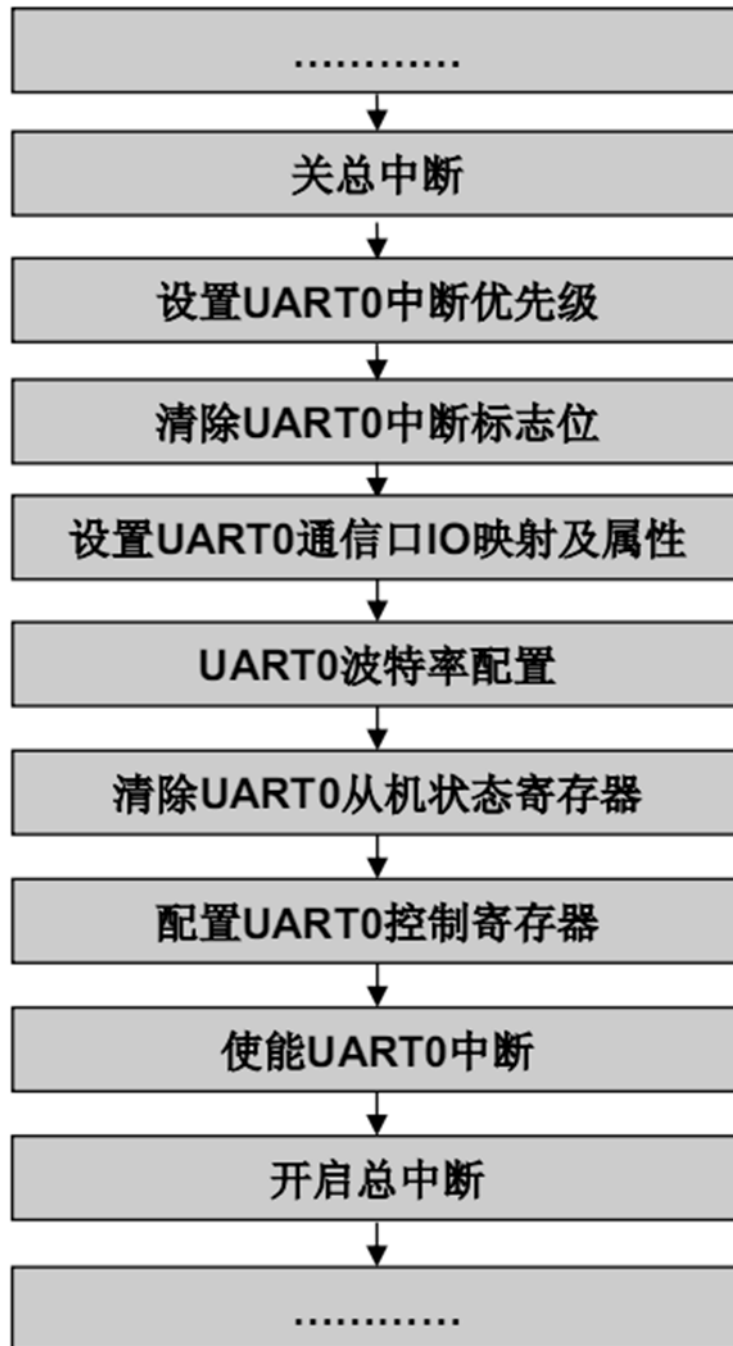 ............
关总中断
设置UART0中断优先级
清除UART0中断标志位
设置UART0通信口IO映射及属性
UART0波特率配置
清除UART0从机状态寄存器
配置UART0控制寄存器
使能UART0中断
开启总中断
............